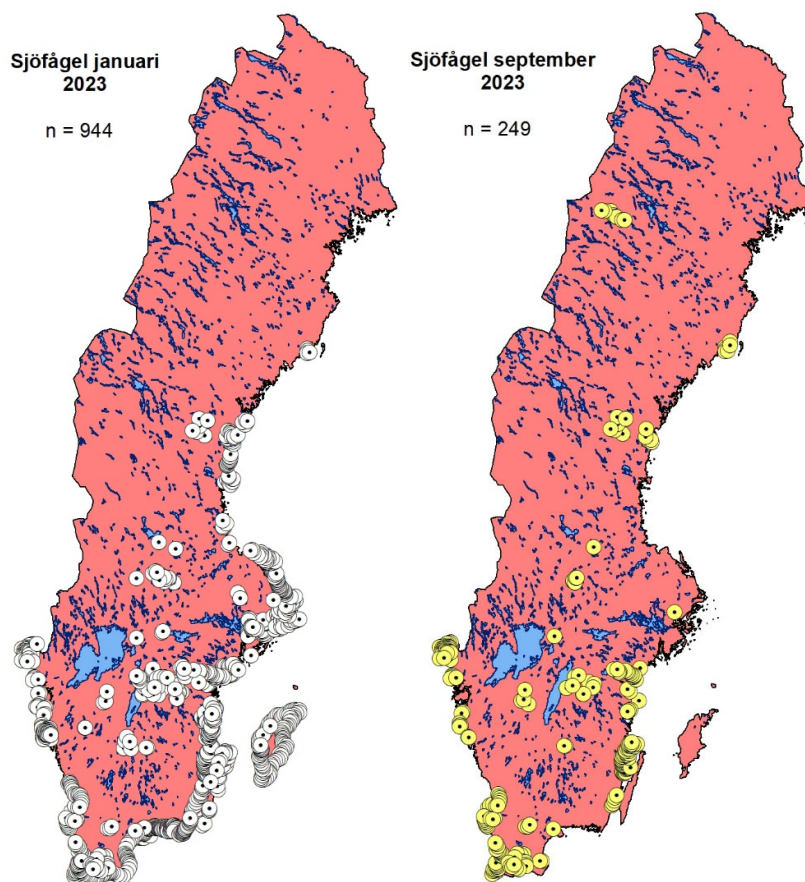 Sjöfågel januari
2023
n = 944
Sjöfågel september
2023
n = 249